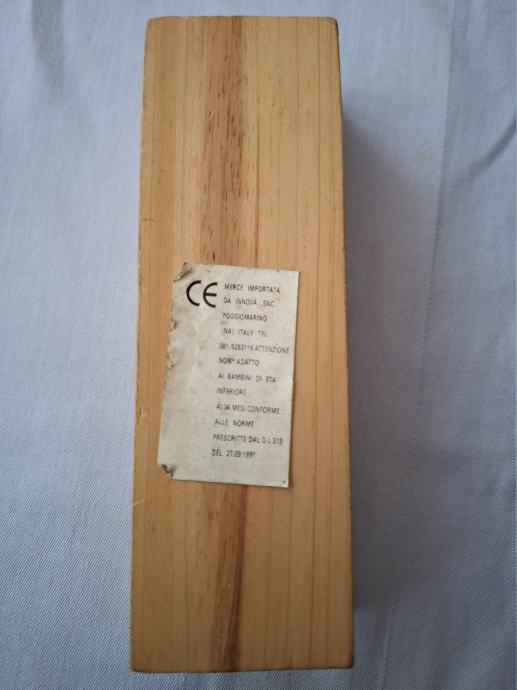 CE
MERCE IMPORTATA
DA INNOVA SNC
POGGIOMARINO
(NA) ITALY TEL.
081/5283116 ATTENZIONE
NON ADATTO
AI BAMBINI DI ETA'
INFERIORE
AI 36 MESI CONFORME
ALLE NORME
PRESCRITTE DAL D.L.313
DEL 27.09.1991